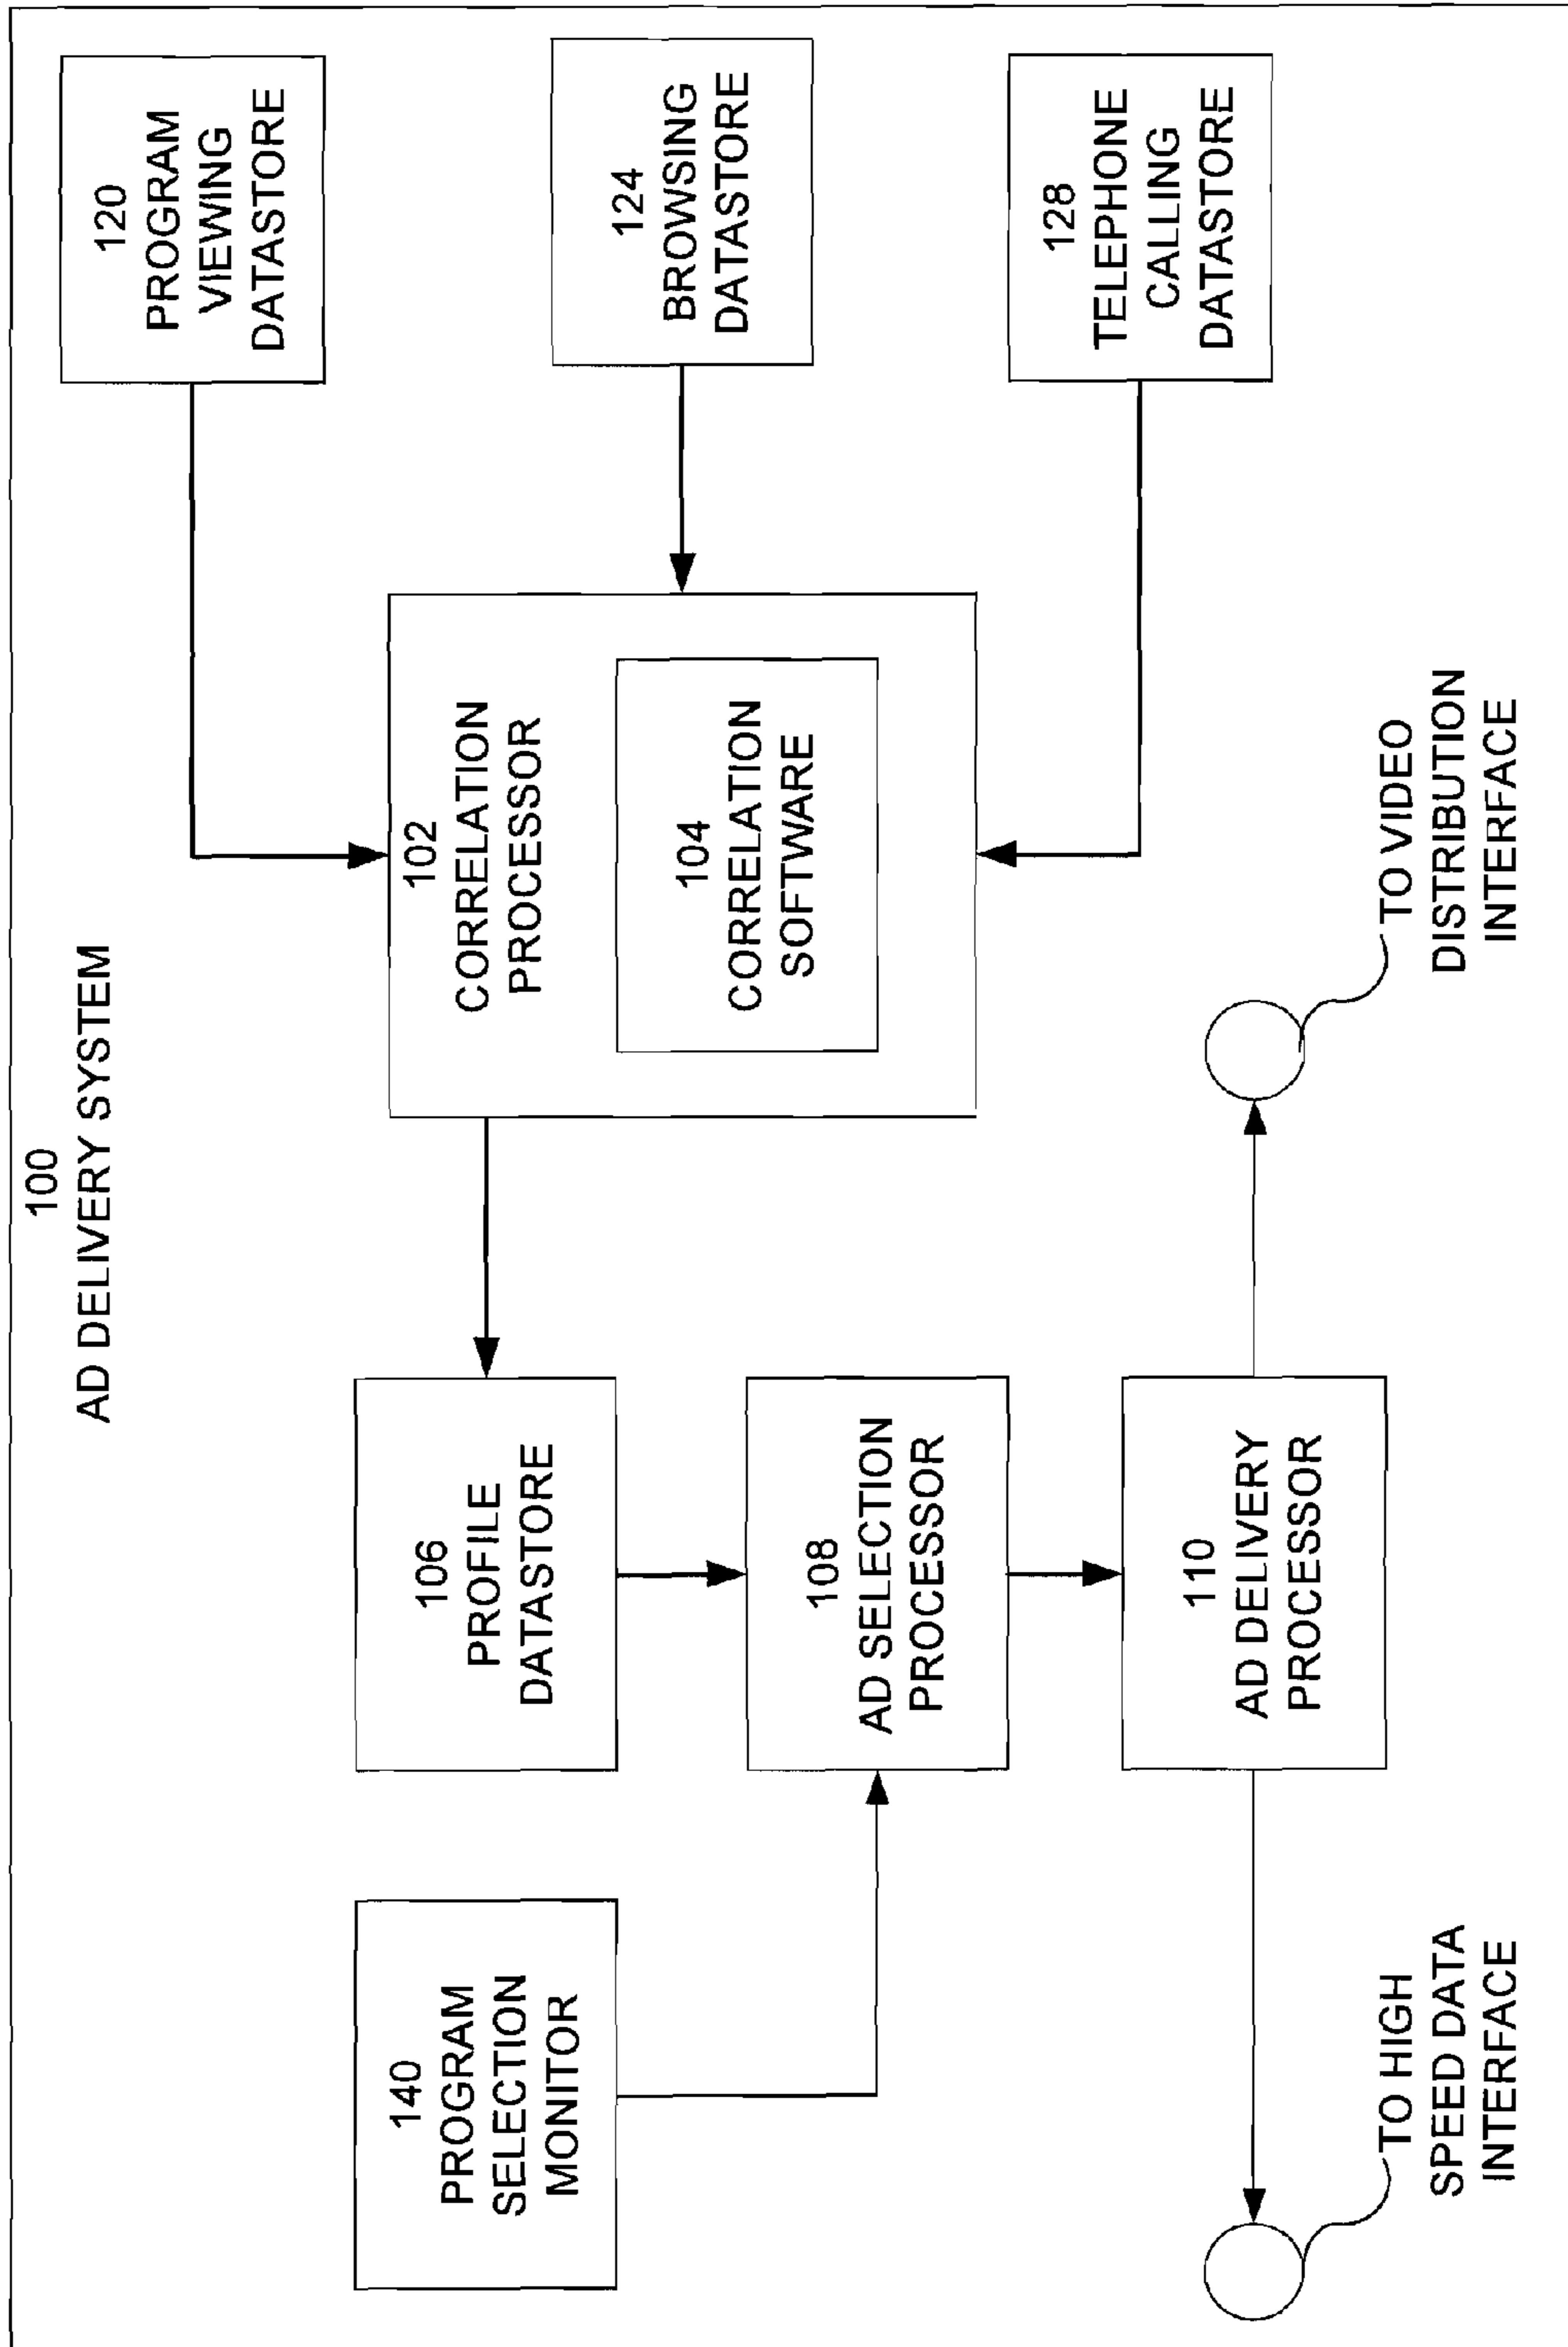 100
AD DELIVERY SYSTEM
140
PROGRAM
SELECTION
MONITOR
106
PROFILE
DATASTORE
102
CORRELATION
PROCESSOR
104
CORRELATION
SOFTWARE
120
PROGRAM
VIEWING
DATASTORE
124
BROWSING
DATASTORE
128
TELEPHONE
CALLING
DATASTORE
108
AD SELECTION
PROCESSOR
110
AD DELIVERY
PROCESSOR
TO HIGH
SPEED DATA
INTERFACE
TO VIDEO
DISTRIBUTION
INTERFACE